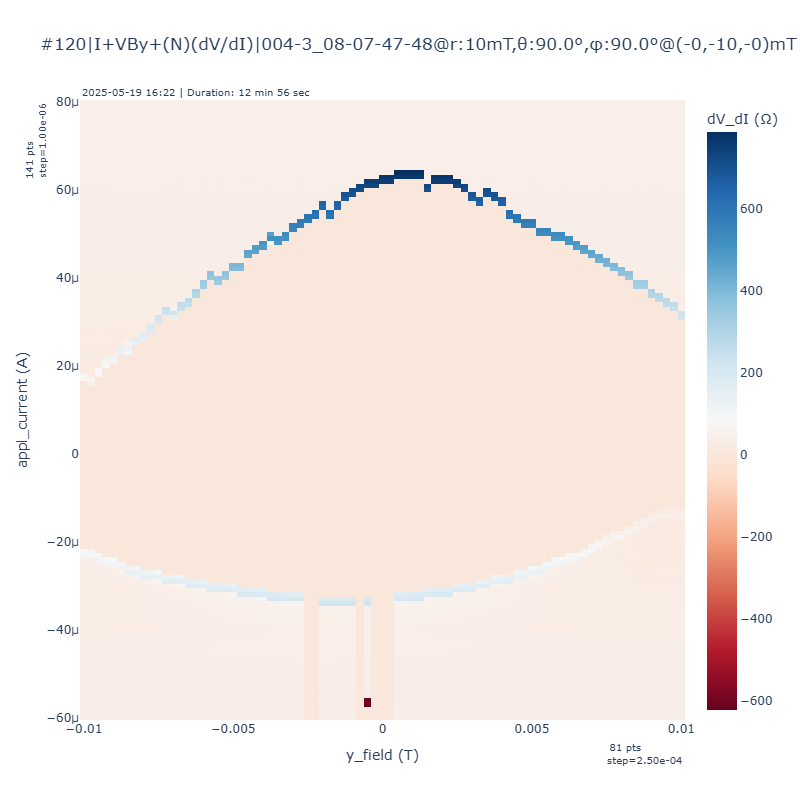 #120|I+VBy+(N)(dV/dI)|004-3_08-07-47-48@r:10mT,θ:90.0º,φ:90.0º@(-0,-10,-0)mT
2025-05-19 16:22 | Duration: 12 min 56 sec
141 pts
step=1.00e-06
80μ
60μ
40μ
20μ
0
−20μ
−40μ
−60μ
appl_current (A)
−0.01
−0.005
0
0.005
0.01
y_field (T)
81 pts
step=2.50e-04
dV_dI (Ω)
600
400
200
0
−200
−400
−600